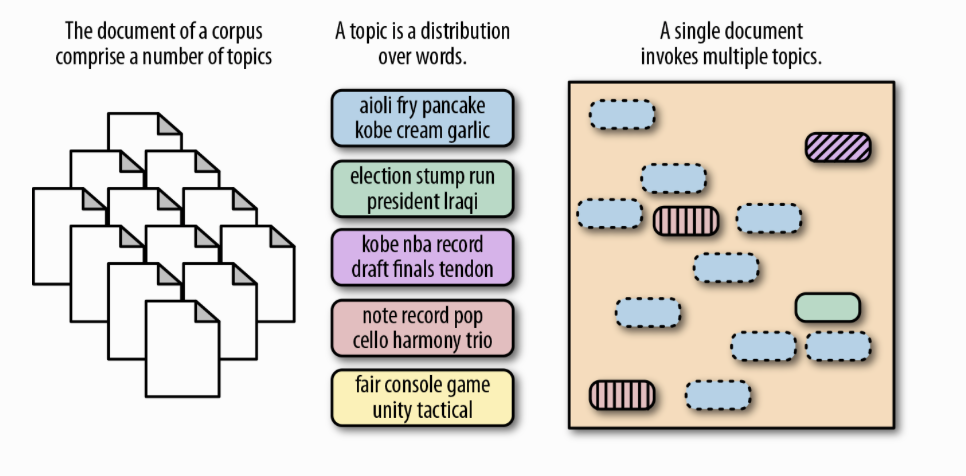 The document of a corpus
comprise a number of topics
A topic is a distribution
over words.
aioli fry pancake
kobe cream garlic
election stump run
president Iraqi
kobe nba record
draft finals tendon
note record pop
cello harmony trio
fair console game
unity tactical
A single document
invokes multiple topics.